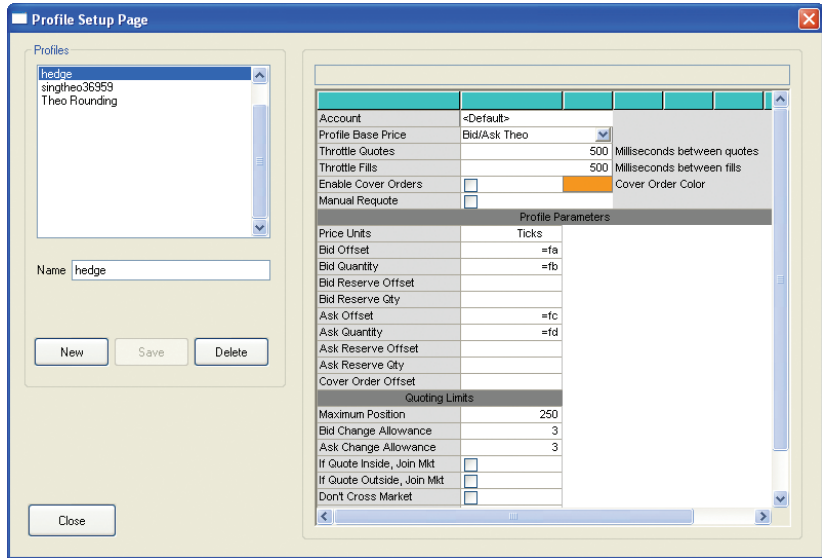 Profile Setup Page
Profiles
hedge
singtheo36959
Theo Rounding
Name hedge
New Save Delete
Close
Account <Default>
Profile Base Price Bid/Ask Theo
Throttle Quotes 500 Milliseconds between quotes
Throttle Fills 500 Milliseconds between fills
Enable Cover Orders Cover Order Color
Manual Requote
Profile Parameters
Price Units Ticks
Bid Offset =fa
Bid Quantity =fb
Bid Reserve Offset
Bid Reserve Qty
Ask Offset =fc
Ask Quantity =fd
Ask Reserve Offset
Ask Reserve Qty
Cover Order Offset
Quoting Limits
Maximum Position 250
Bid Change Allowance 3
Ask Change Allowance 3
If Quote Inside, Join Mkt
If Quote Outside, Join Mkt
Don't Cross Market